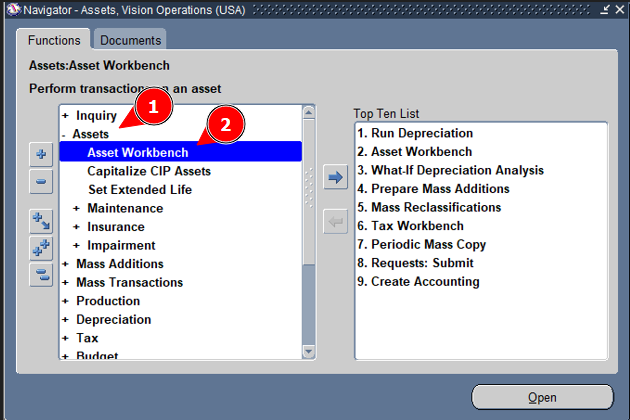 Navigator - Assets, Vision Operations (USA)
Functions
Documents
Assets:Asset Workbench
Perform transaction on an asset
1
+ Inquiry
- Assets
2
Asset Workbench
Capitalize CIP Assets
Set Extended Life
+ Maintenance
+ Insurance
+ Impairment
+ Mass Additions
+ Mass Transactions
+ Production
+ Depreciation
+ Tax
+ Budget
Top Ten List
1. Run Depreciation
2. Asset Workbench
3. What-If Depreciation Analysis
4. Prepare Mass Additions
5. Mass Reclassifications
6. Tax Workbench
7. Periodic Mass Copy
8. Requests: Submit
9. Create Accounting
Open